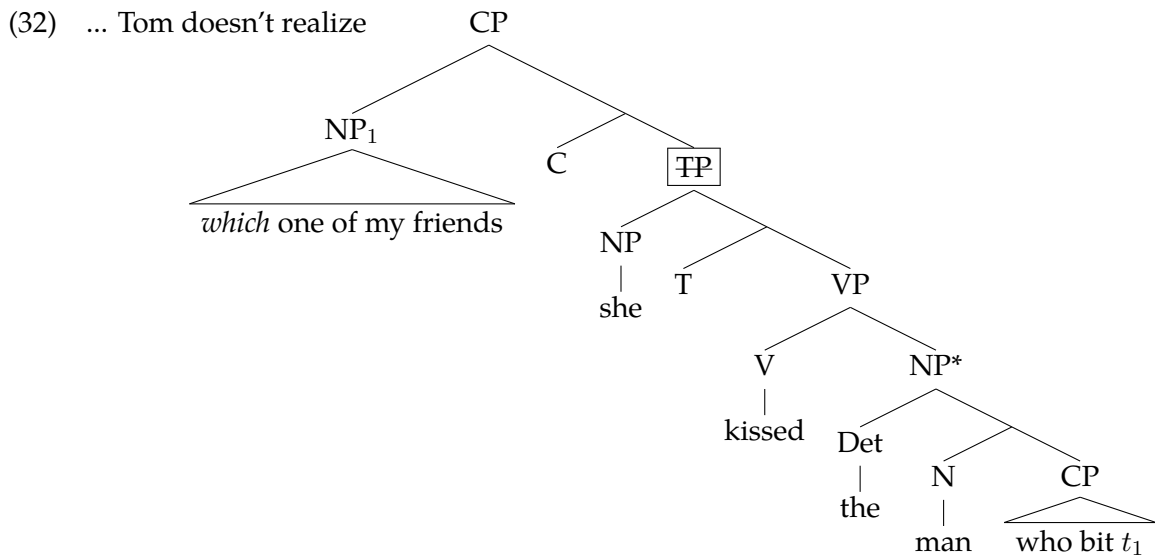 (32) ... Tom doesn't realize CP
NP₁
C TP
which one of my friends
NP
T VP
she
V NP*
kissed
Det
N CP
the
man who bit t₁